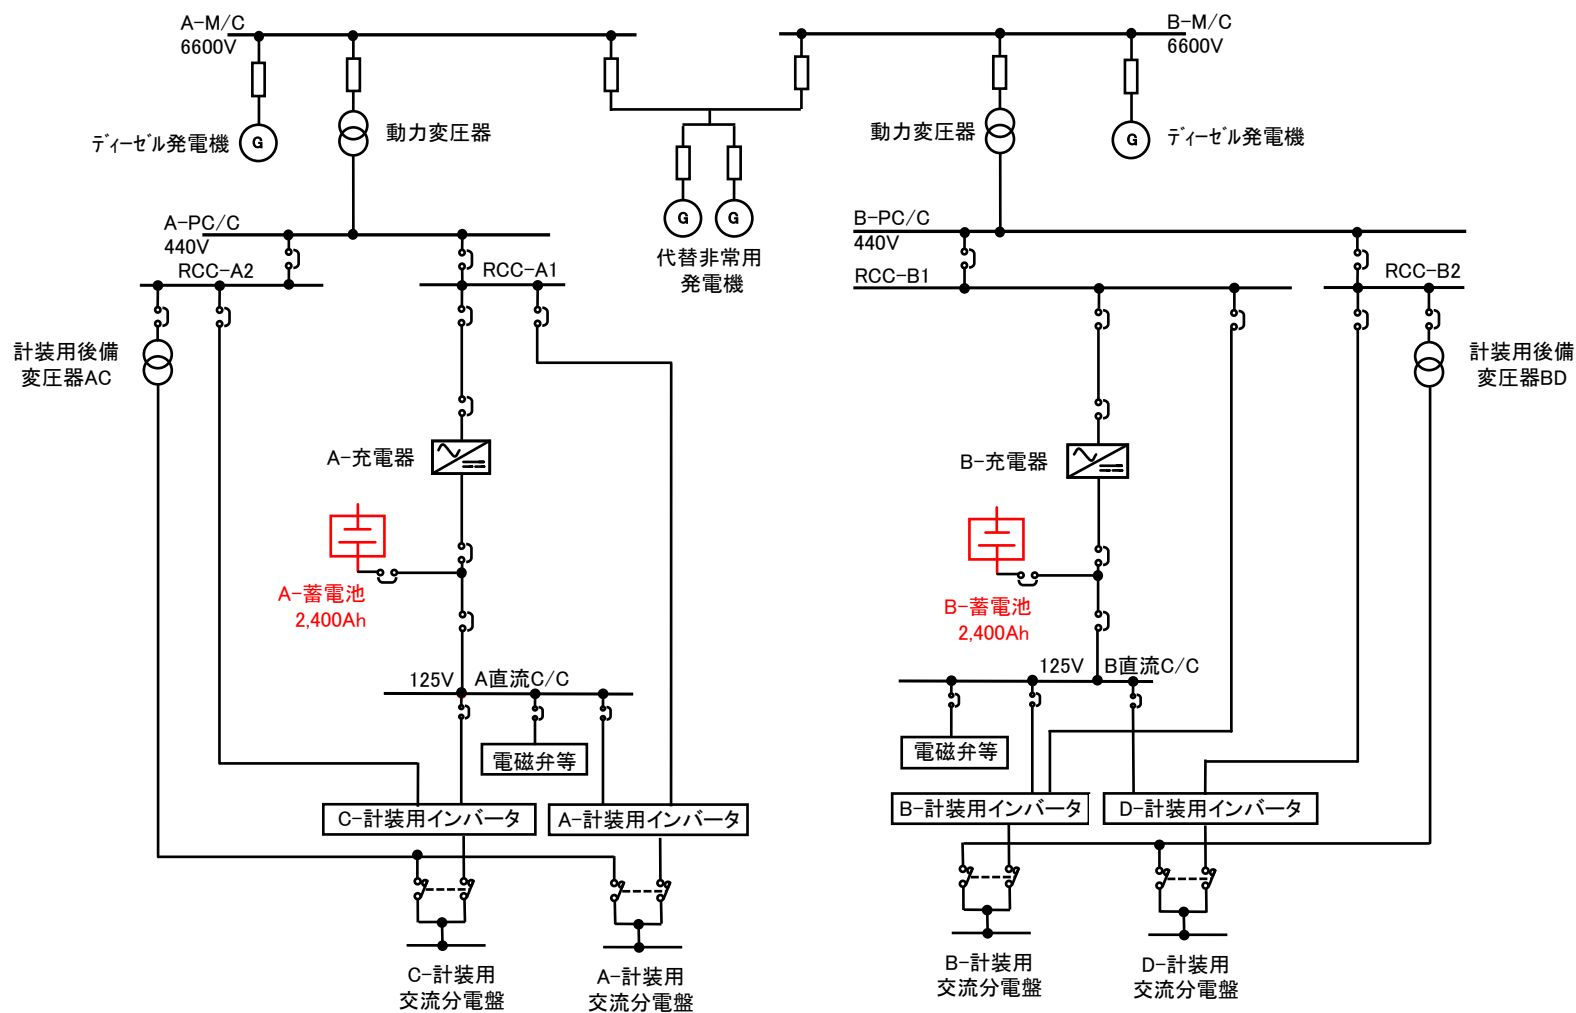 A-M/C
6600V
B-M/C
6600V
ディーゼル発電機
G
動力変圧器
動力変圧器
G
ディーゼル発電機
G
G
代替非常用
発電機
A-PC/C
440V
B-PC/C
440V
RCC-A2
RCC-A1
RCC-B1
RCC-B2
計装用後備
変圧器AC
計装用後備
変圧器BD
A-充電器
B-充電器
A-蓄電池
2,400Ah
B-蓄電池
2,400Ah
125V
A直流C/C
125V
B直流C/C
電磁弁等
電磁弁等
C-計装用インバータ
A-計装用インバータ
B-計装用インバータ
D-計装用インバータ
C-計装用
交流分電盤
A-計装用
交流分電盤
B-計装用
交流分電盤
D-計装用
交流分電盤